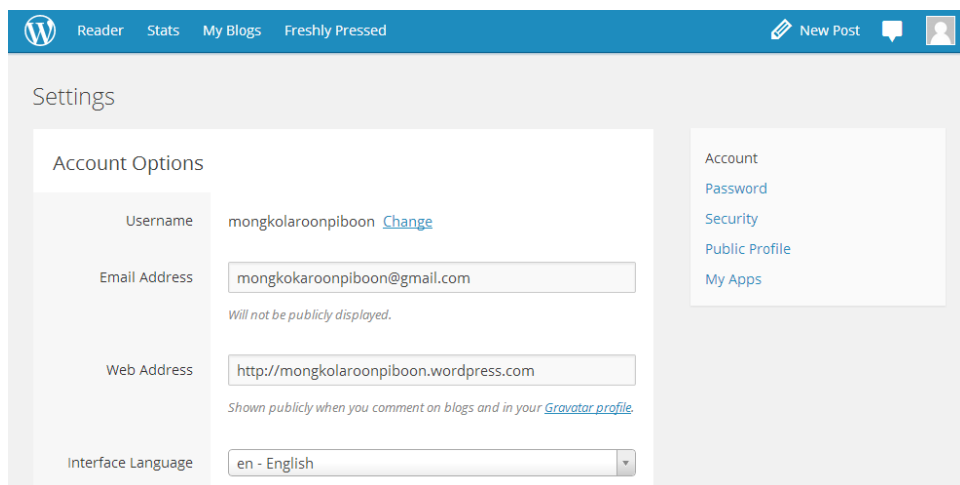 Reader Stats My Blogs Freshly Pressed New Post
Settings
Account Options
Username mongkolaroonpiboon Change
Email Address mongkokaroonpiboon@gmail.com
Will not be publicly displayed.
Web Address http://mongkolaroonpiboon.wordpress.com
Shown publicly when you comment on blogs and in your Gravatar profile.
Interface Language en - English
Account
Password
Security
Public Profile
My Apps